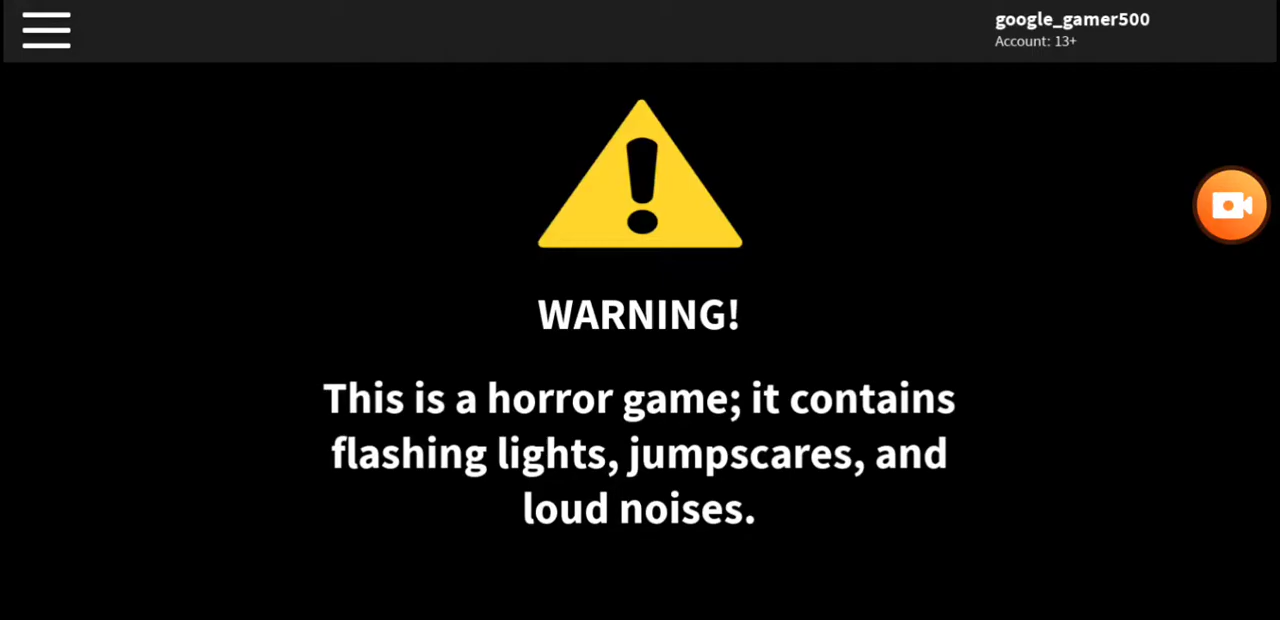 google_gamer500
Account: 13+
WARNING!
This is a horror game; it contains
flashing lights, jumpscares, and
loud noises.